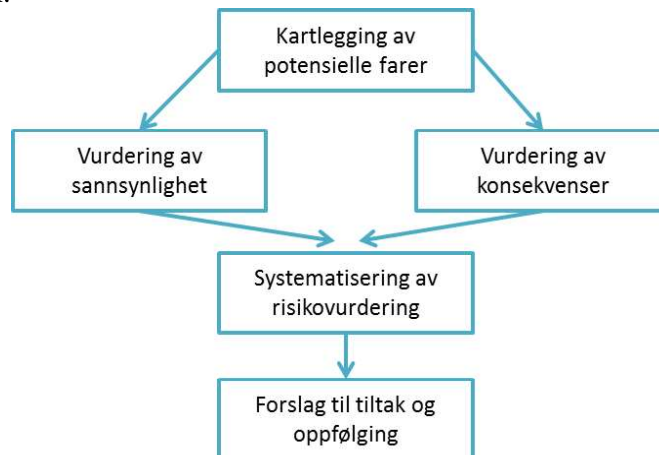 Kartlegging av
potensielle farer
Vurdering av
sannsynlighet
Vurdering av
konsekvenser
Systematisering av
risikovurdering
Forslag til tiltak og
oppfølging